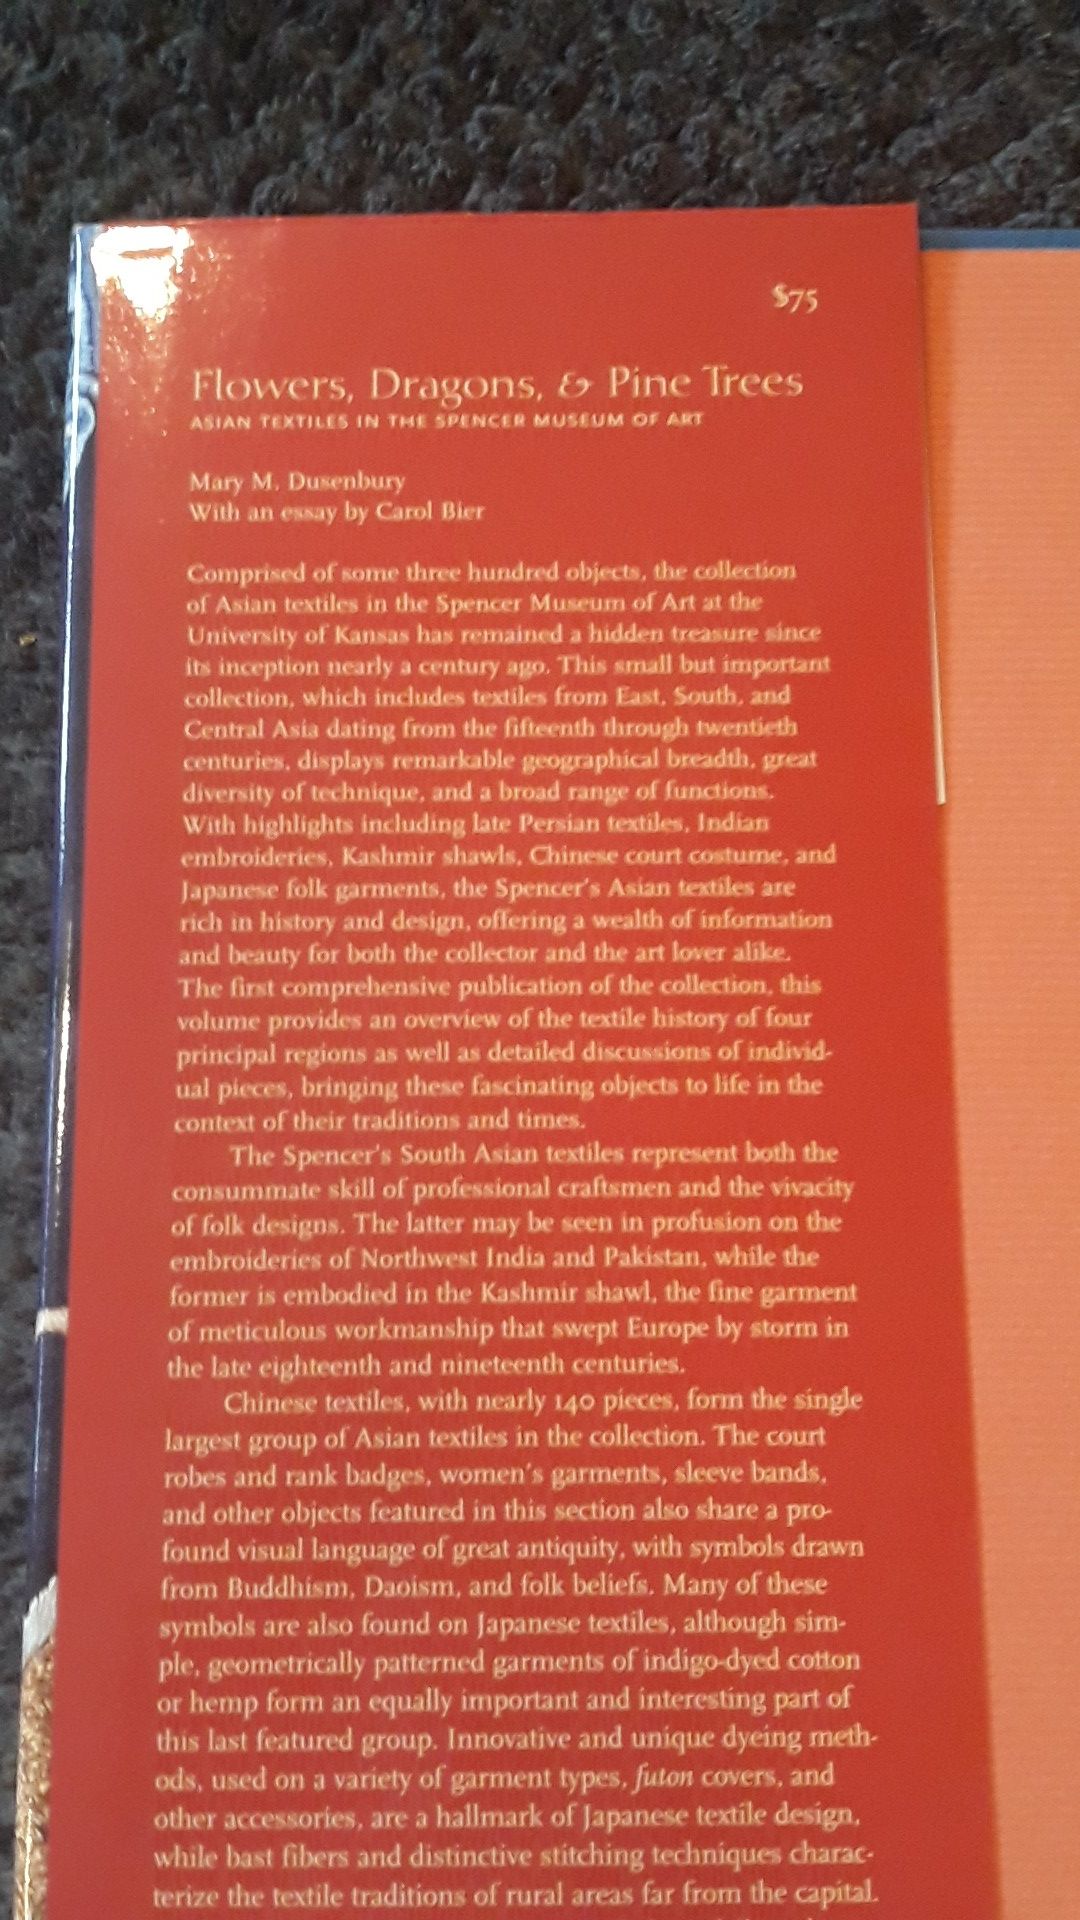 $75
Flowers, Dragons, & Pine Trees
ASIAN TEXTILES IN THE SPENCER MUSEUM OF ART
Mary M. Dusenbury
With an essay by Carol Bier
Comprised of some three hundred objects, the collection
of Asian textiles in the Spencer Museum of Art at the
University of Kansas has remained a hidden treasure since
its inception nearly a century ago. This small but important
collection, which includes textiles from East, South, and
Central Asia dating from the fifteenth through twentieth
centuries, displays remarkable geographical breadth, great
diversity of technique, and a broad range of functions.
With highlights including late Persian textiles, Indian
embroideries, Kashmir shawls, Chinese court costume, and
Japanese folk garments, the Spencer's Asian textiles are
rich in history and design, offering a wealth of information
and beauty for both the collector and the art lover alike.
The first comprehensive publication of the collection, this
volume provides an overview of the textile history of four
principal regions as well as detailed discussions of individ-
ual pieces, bringing these fascinating objects to life in the
context of their traditions and times.
The Spencer's South Asian textiles represent both the
consummate skill of professional craftsmen and the vivacity
of folk designs. The latter may be seen in profusion on the
embroideries of Northwest India and Pakistan, while the
former is embodied in the Kashmir shawl, the fine garment
of meticulous workmanship that swept Europe by storm in
the late eighteenth and nineteenth centuries.
Chinese textiles, with nearly 140 pieces, form the single
largest group of Asian textiles in the collection. The court
robes and rank badges, women's garments, sleeve bands,
and other objects featured in this section also share a pro-
found visual language of great antiquity, with symbols drawn
from Buddhism, Daoism, and folk beliefs. Many of these
symbols are also found on Japanese textiles, although sim-
ple, geometrically patterned garments of indigo-dyed cotton
or hemp form an equally important and interesting part of
this last featured group. Innovative and unique dyeing meth-
ods, used on a variety of garment types, futon covers, and
other accessories, are a hallmark of Japanese textile design,
while bast fibers and distinctive stitching techniques charac-
terize the textile traditions of rural areas far from the capital.